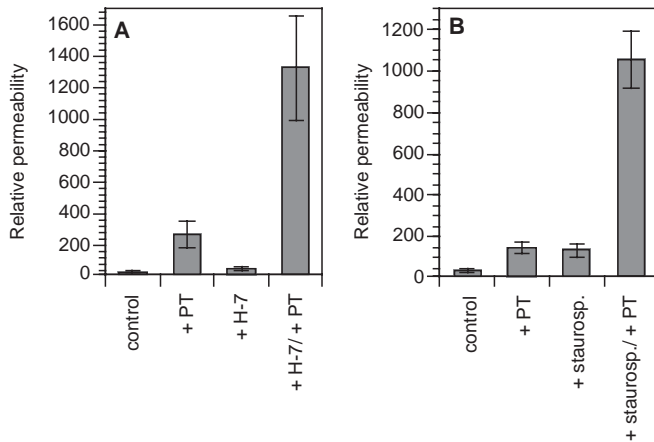 A
Relative permeability
1600
1400
1200
1000
800
600
400
200
0
control
+ PT
+ H-7
+ H-7/ + PT
B
Relative permeability
1200
1000
800
600
400
200
0
control
+ PT
+ staurosp.
+ staurosp./ + PT